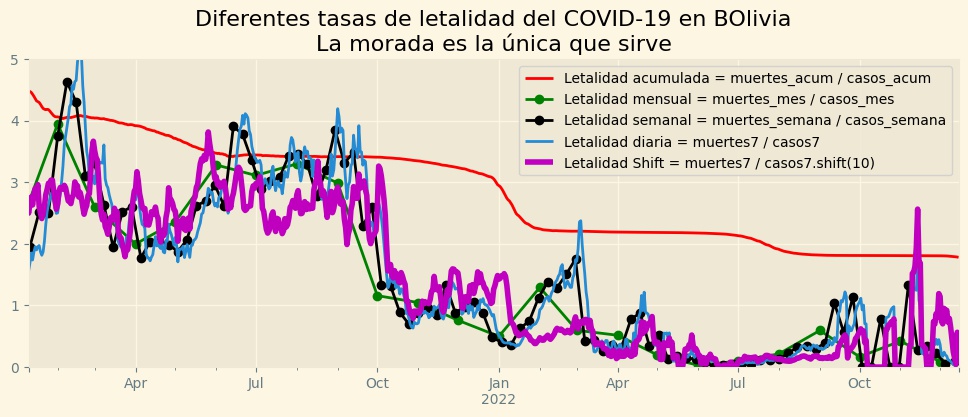 Diferentes tasas de letalidad del COVID-19 en BOlivia
La morada es la única que sirve
5
4
3
2
1
0
Letalidad acumulada = muertes_acum / casos_acum
Letalidad mensual = muertes_mes / casos_mes
Letalidad semanal = muertes_semana / casos_semana
Letalidad diaria = muertes7 / casos7
Letalidad Shift = muertes7 / casos7.shift(10)
Apr Jul Oct Jan Apr Jul Oct
2022